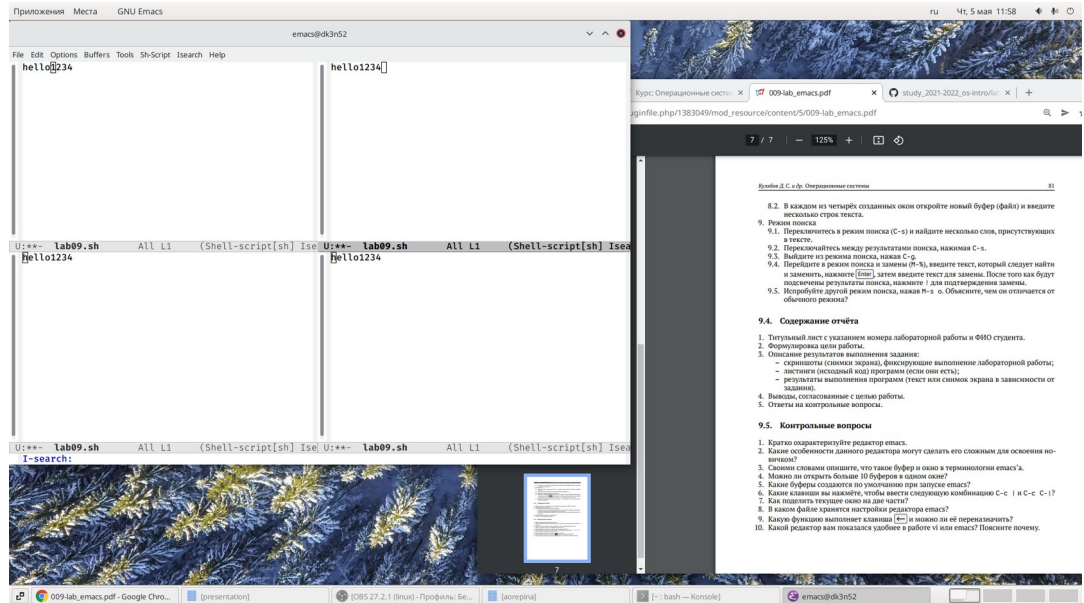 Приложения Места GNU Emacs
ru Чт, 5 мая 11:58
emacs@dk3n52
File Edit Options Buffers Tools Sh-Script Isearch Help
hello1234
hello1234
U:**- lab09.sh All L1 (Shell-script[sh] Ise
U:**- lab09.sh All L1 (Shell-script[sh] Isea
hello1234
hello1234
U:**- lab09.sh All L1 (Shell-script[sh] Ise
U:**- lab09.sh All L1 (Shell-script[sh] Isea
I-search:
Курс: Операционные систе
009-lab_emacs.pdf
study_2021-2022_os-intro/la
uginfile.php/1383049/mod_resource/content/5/009-lab_emacs.pdf
7 / 7 125%
Кулябов Д. С. и др. Операционные системы 81
8.2. В каждом из четырёх созданных окон откройте новый буфер (файл) и введите
несколько строк текста.
9. Режим поиска
9.1. Переключитесь в режим поиска (C-s) и найдите несколько слов, присутствующих
в тексте.
9.2. Переключайтесь между результатами поиска, нажимая C-s.
9.3. Выйдите из режима поиска, нажав C-g.
9.4. Перейдите в режим поиска и замены (M-%), введите текст, который следует найти
и заменить, нажмите Enter, затем введите текст для замены. После того как будут
подсвечены результаты поиска, нажмите ! для подтверждения замены.
9.5. Испробуйте другой режим поиска, нажав M-s o. Объясните, чем он отличается от
обычного режима?
9.4. Содержание отчёта
1. Титульный лист с указанием номера лабораторной работы и ФИО студента.
2. Формулировка цели работы.
3. Описание результатов выполнения задания:
– скриншоты (снимки экрана), фиксирующие выполнение лабораторной работы;
– листинги (исходный код) программ (если они есть);
– результаты выполнения программ (текст или снимок экрана в зависимости от
задания).
4. Выводы, согласованные с целью работы.
5. Ответы на контрольные вопросы.
9.5. Контрольные вопросы
1. Кратко охарактеризуйте редактор emacs.
2. Какие особенности данного редактора могут сделать его сложным для освоения но-
вичком?
3. Своими словами опишите, что такое буфер и окно в терминологии emacs'а.
4. Можно ли открыть больше 10 буферов в одном окне?
5. Какие буферы создаются по умолчанию при запуске emacs?
6. Какие клавиши вы нажмёте, чтобы ввести следующую комбинацию C-c | и C-c C-|?
7. Как поделить текущее окно на две части?
8. В каком файле хранятся настройки редактора emacs?
9. Какую функцию выполняет клавиша ← и можно ли её переназначить?
10. Какой редактор вам показался удобнее в работе vi или emacs? Поясните почему.
7
009-lab_emacs.pdf - Google Chro...
[presentation]
[OBS 27.2.1 (linux) - Профиль: Бе...
[aorepina]
[~ : bash — Konsole]
emacs@dk3n52